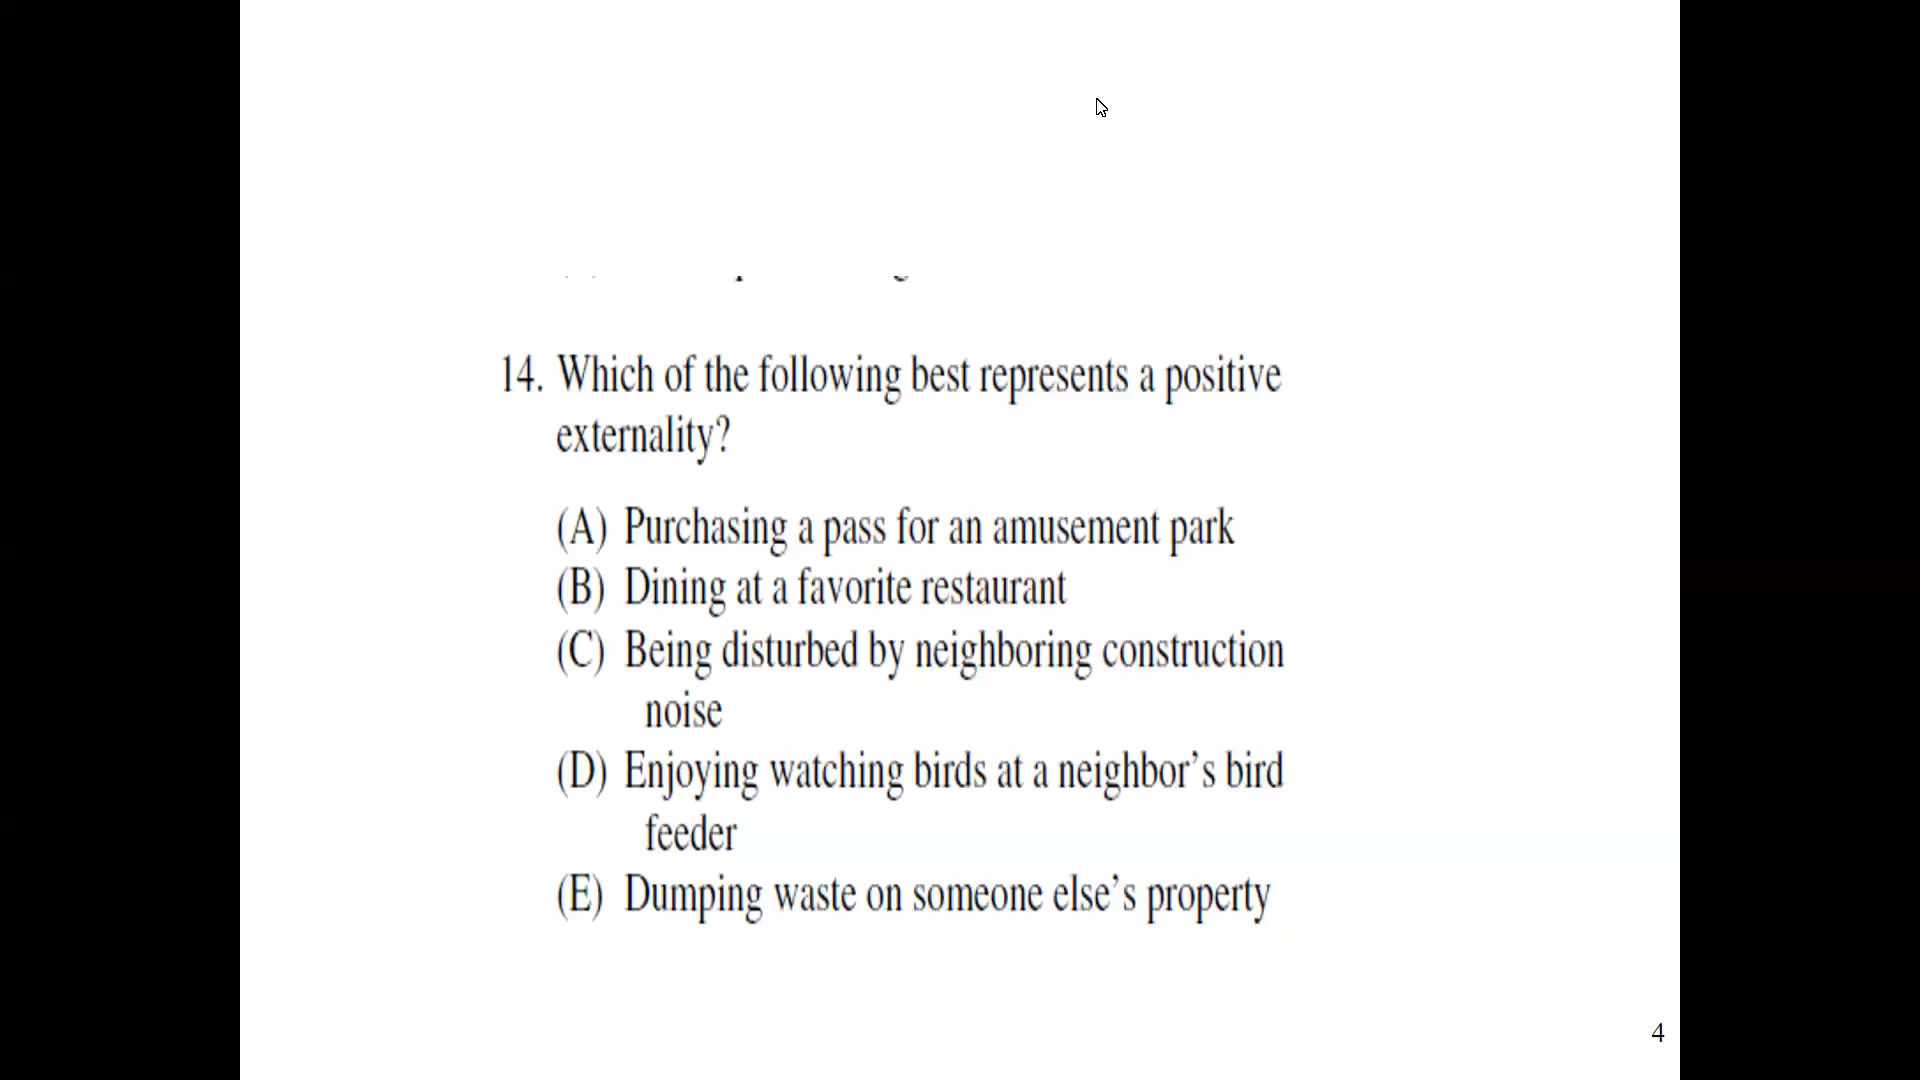 14. Which of the following best represents a positive
externality?
(A) Purchasing a pass for an amusement park
(B) Dining at a favorite restaurant
(C) Being disturbed by neighboring construction
noise
(D) Enjoying watching birds at a neighbor’s bird
feeder
(E) Dumping waste on someone else’s property
4